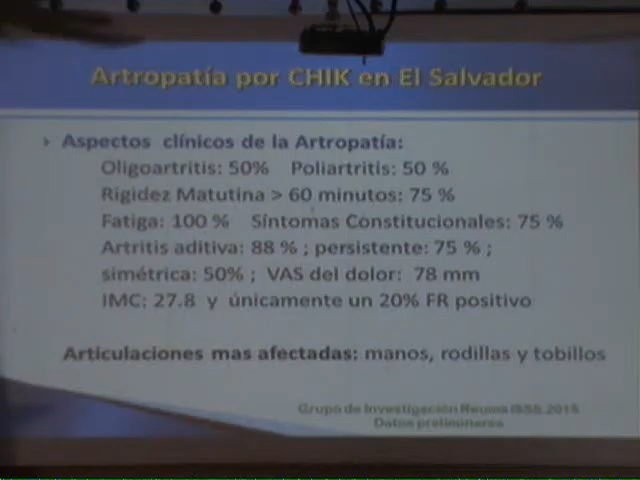 Artropatía por CHIK en El Salvador
Aspectos clínicos de la Artropatía:
Oligoartritis: 50% Poliartritis: 50 %
Rigidez Matutina > 60 minutos: 75 %
Fatiga: 100 % Síntomas Constitucionales: 75 %
Artritis aditiva: 88 % ; persistente: 75 % ;
simétrica: 50% ; VAS del dolor: 78 mm
IMC: 27.8 y únicamente un 20% FR positivo
Articulaciones mas afectadas: manos, rodillas y tobillos
Grupo de Investigación Reuma ISSS.2015
Datos preliminares